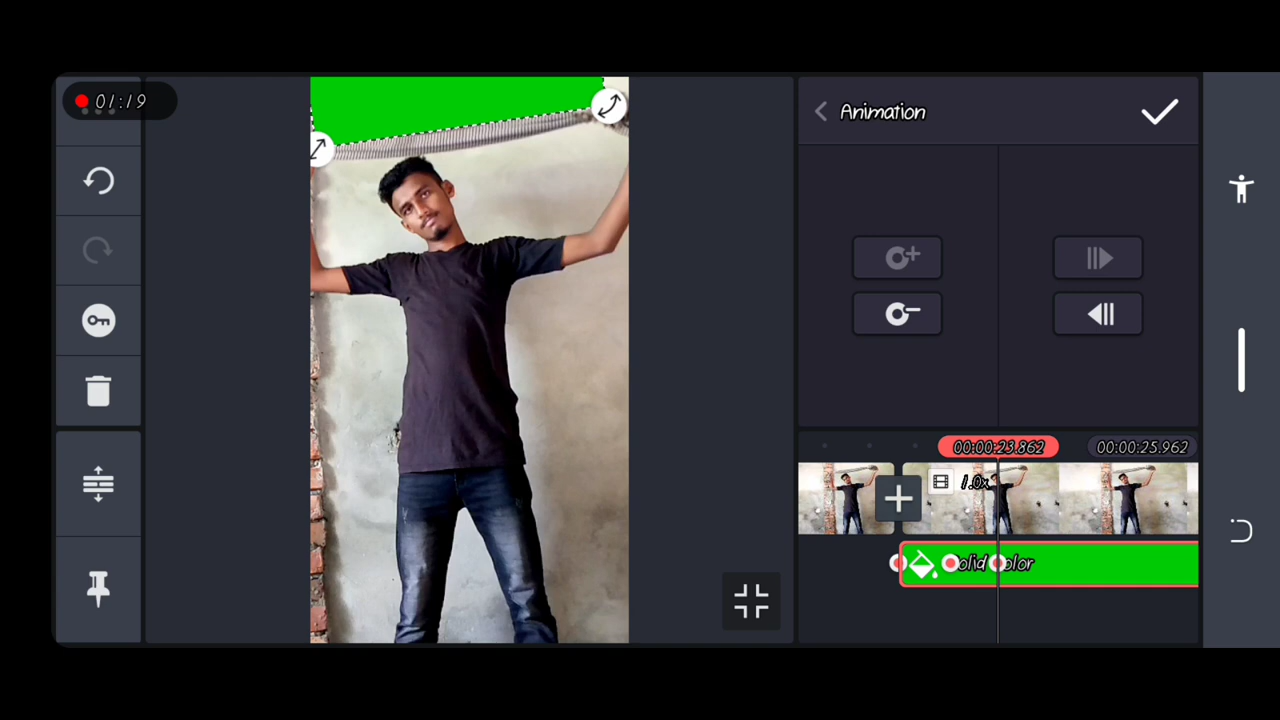 01:19
Animation
00:00:23.862
00:00:25.962
1.0x
Solid Color